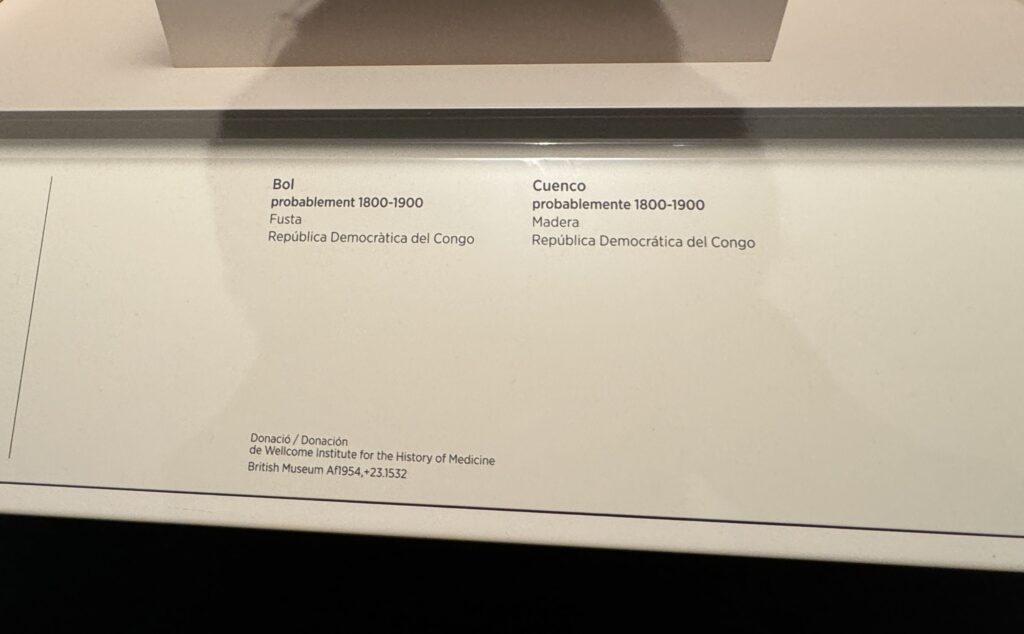 Bol
probablement 1800-1900
Fusta
República Democràtica del Congo
Cuenco
probablemente 1800-1900
Madera
República Democrática del Congo
Donació / Donación
de Wellcome Institute for the History of Medicine
British Museum Af1954,+23.1532